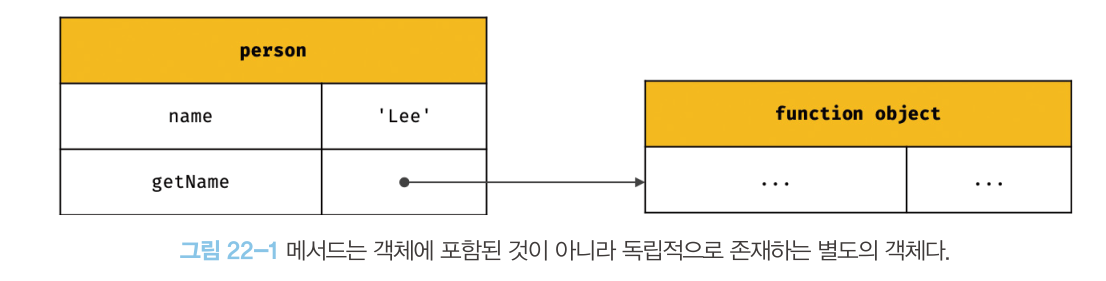 person
name 'Lee'
getName
function object
... ...
그림 22-1 메서드는 객체에 포함된 것이 아니라 독립적으로 존재하는 별도의 객체다.